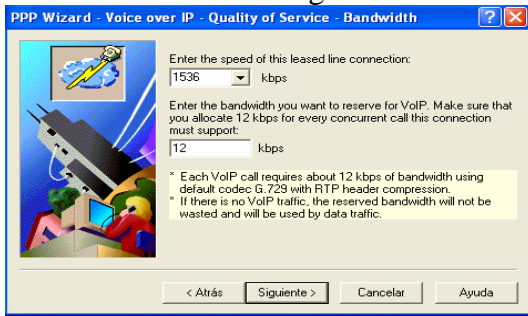 PPP Wizard - Voice over IP - Quality of Service - Bandwidth
Enter the speed of this leased line connection:
1536 kbps
Enter the bandwidth you want to reserve for VoIP. Make sure that
you allocate 12 kbps for every concurrent call this connection
must support:
12 kbps
* Each VoIP call requires about 12 kbps of bandwidth using
default codec G.729 with RTP header compression.
* If there is no VoIP traffic, the reserved bandwidth will not be
wasted and will be used by data traffic.
< Atrás Siguiente > Cancelar Ayuda